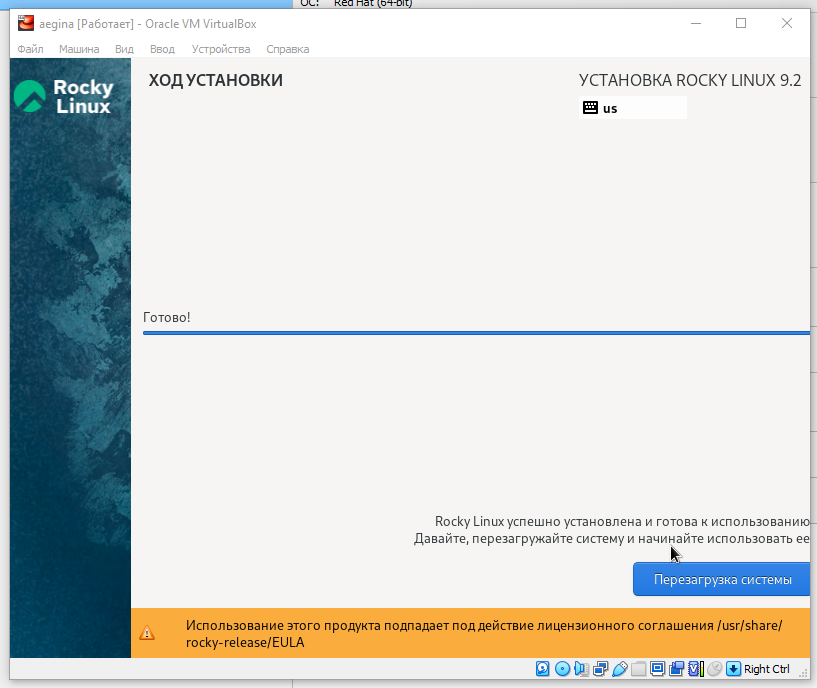 ОС: Red Hat (64-bit)
aegina [Работает] - Oracle VM VirtualBox
Файл Машина Вид Ввод Устройства Справка
Rocky Linux
ХОД УСТАНОВКИ
УСТАНОВКА ROCKY LINUX 9.2
us
Готово!
Rocky Linux успешно установлена и готова к использованию
Давайте, перезагружайте систему и начинайте использовать ее
Перезагрузка системы
Использование этого продукта подпадает под действие лицензионного соглашения /usr/share/
rocky-release/EULA
Right Ctrl